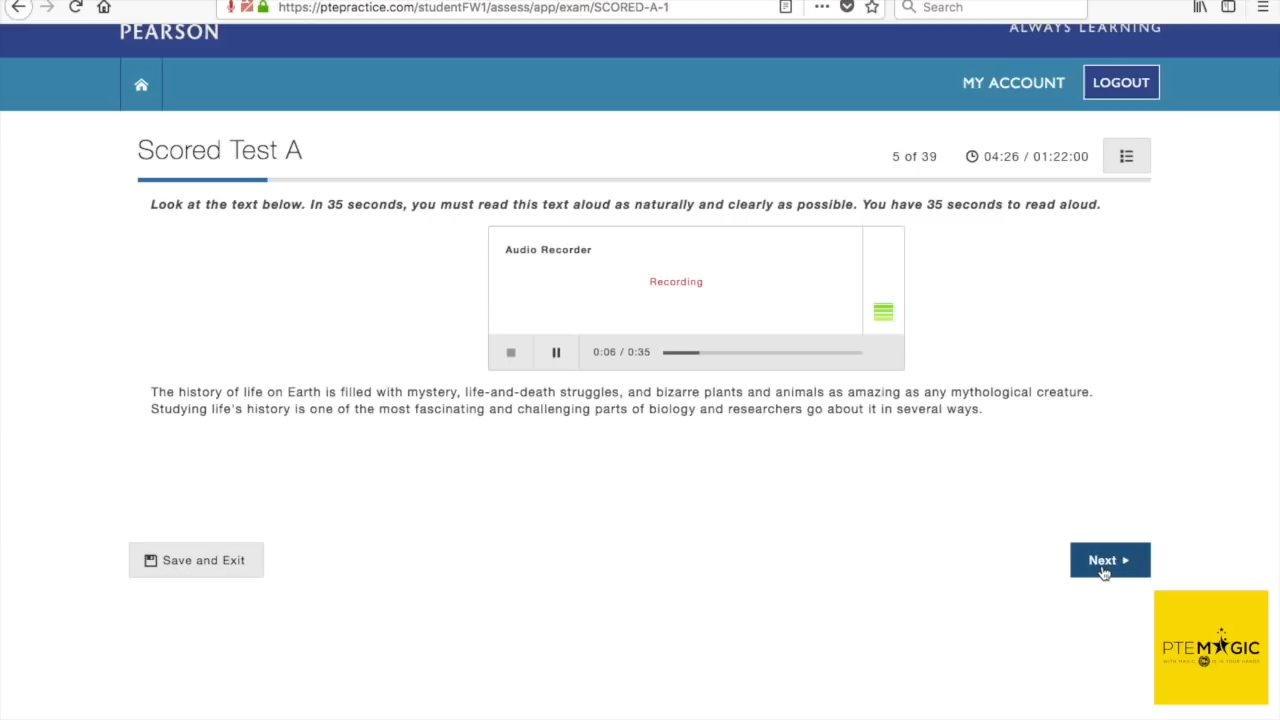 https://ptepractice.com/studentFW1/assess/app/exam/SCORED-A-1
Search
PEARSON
ALWAYS LEARNING
MY ACCOUNT
LOGOUT
Scored Test A
5 of 39
04:26 / 01:22:00
Look at the text below. In 35 seconds, you must read this text aloud as naturally and clearly as possible. You have 35 seconds to read aloud.
Audio Recorder
Recording
0:06 / 0:35
The history of life on Earth is filled with mystery, life-and-death struggles, and bizarre plants and animals as amazing as any mythological creature.
Studying life's history is one of the most fascinating and challenging parts of biology and researchers go about it in several ways.
Save and Exit
Next
PTEMAGIC